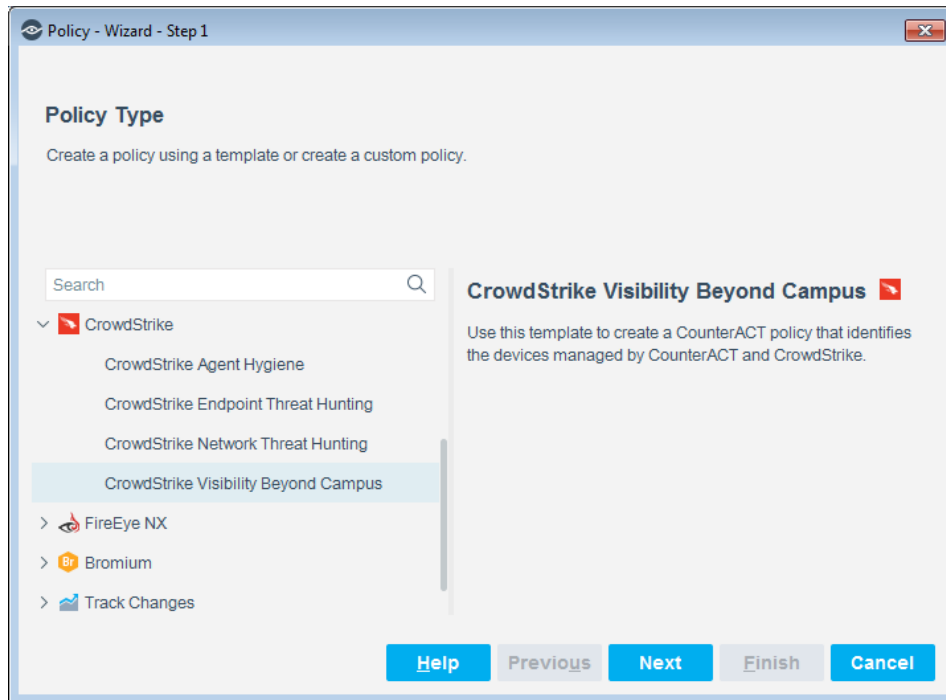 Policy - Wizard - Step 1
Policy Type
Create a policy using a template or create a custom policy.
Search
CrowdStrike
CrowdStrike Agent Hygiene
CrowdStrike Endpoint Threat Hunting
CrowdStrike Network Threat Hunting
CrowdStrike Visibility Beyond Campus
FireEye NX
Br Bromium
Track Changes
CrowdStrike Visibility Beyond Campus
Use this template to create a CounterACT policy that identifies
the devices managed by CounterACT and CrowdStrike.
Help Previous Next Finish Cancel